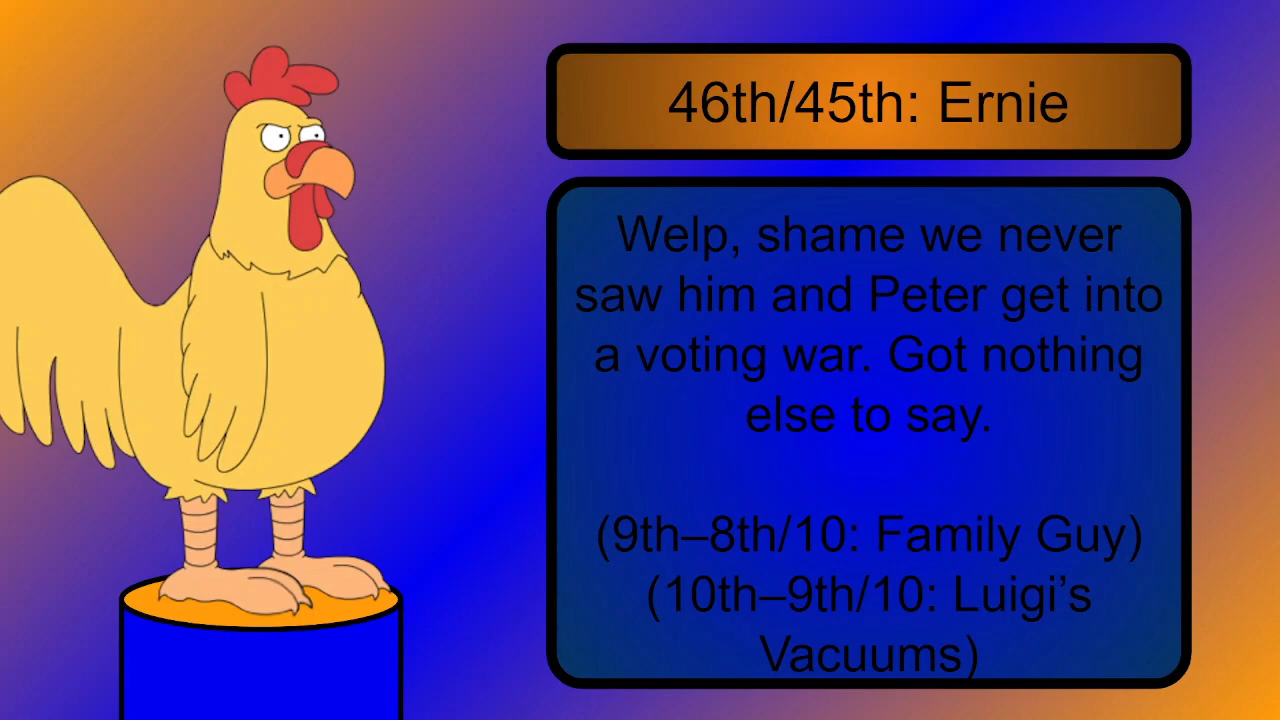 46th/45th: Ernie
Welp, shame we never
saw him and Peter get into
a voting war. Got nothing
else to say.
(9th–8th/10: Family Guy)
(10th–9th/10: Luigi’s
Vacuums)